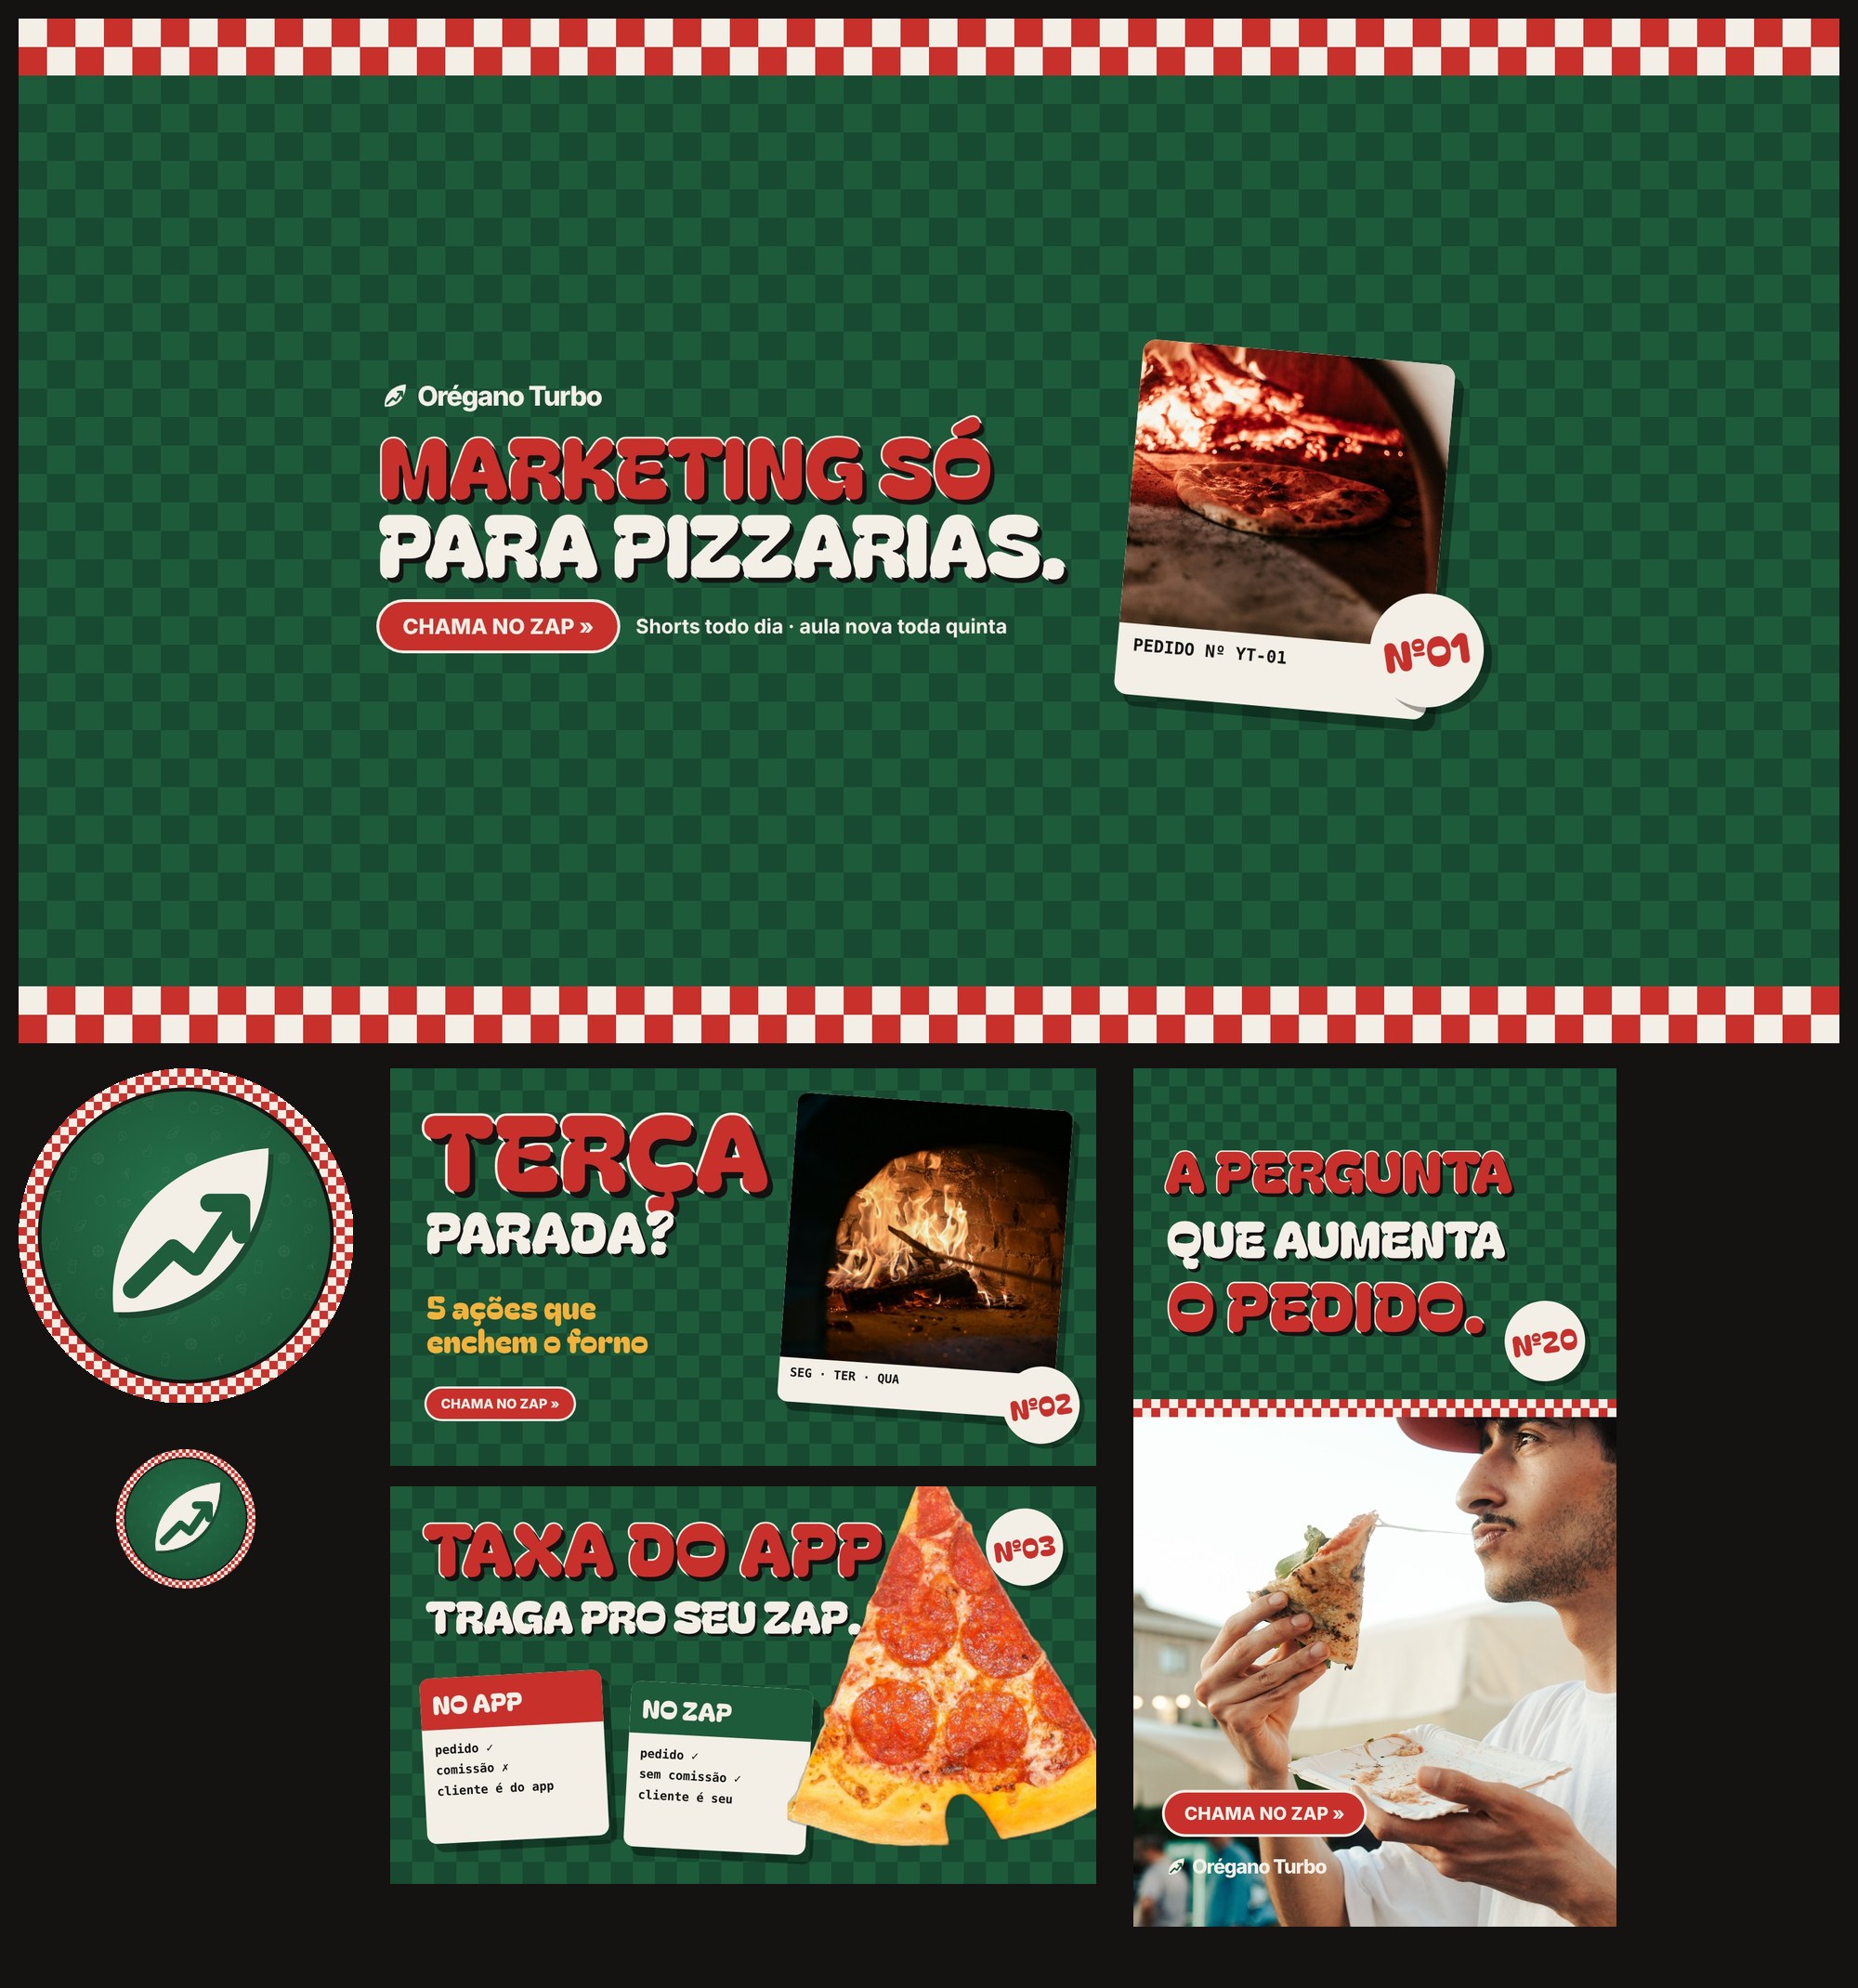 Orégano Turbo
MARKETING SÓ
PARA PIZZARIAS.
CHAMA NO ZAP »
Shorts todo dia · aula nova toda quinta
PEDIDO Nº YT-01
Nº01
TERÇA
PARADA?
5 ações que
enchem o forno
CHAMA NO ZAP »
SEG · TER · QUA
Nº02
TAXA DO APP
TRAGA PRO SEU ZAP.
Nº03
NO APP
pedido ✓
comissão ✗
cliente é do app
NO ZAP
pedido ✓
sem comissão ✓
cliente é seu
A PERGUNTA
QUE AUMENTA
O PEDIDO.
Nº20
CHAMA NO ZAP »
Orégano Turbo